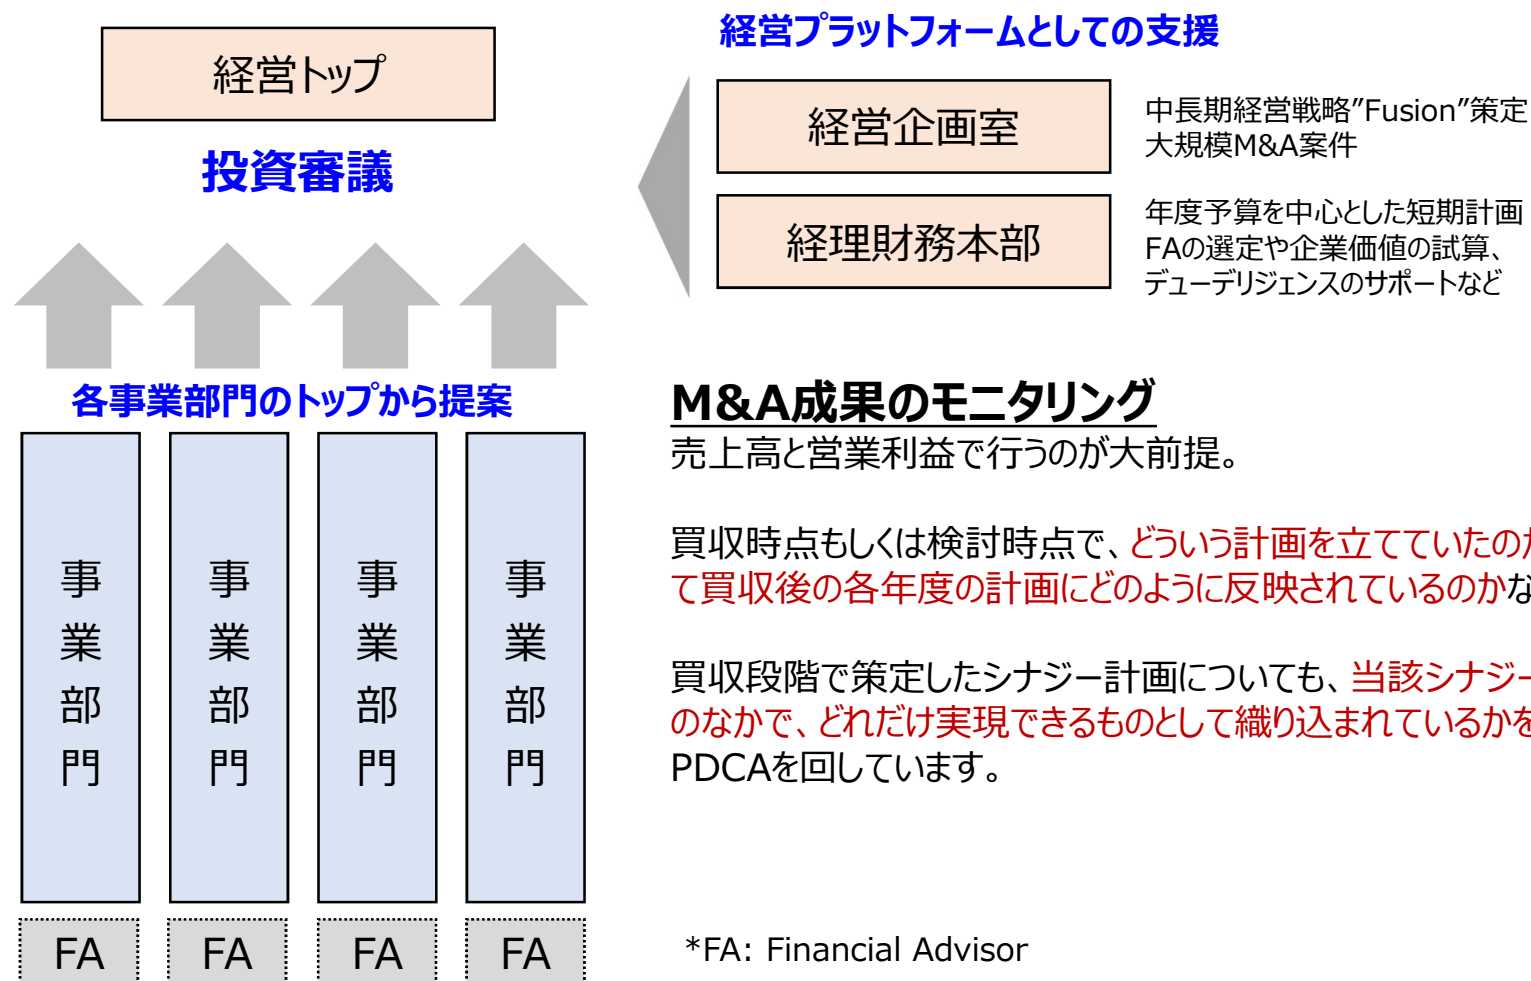 経営トップ
投資審議
各事業部門のトップから提案
事業部門
事業部門
事業部門
事業部門
FA
FA
FA
FA
経営プラットフォームとしての支援
経営企画室
中長期経営戦略”Fusion”策定
大規模M&A案件
経理財務本部
年度予算を中心とした短期計画
FAの選定や企業価値の試算、
デューデリジェンスのサポートなど
M&A成果のモニタリング
売上高と営業利益で行うのが大前提。
買収時点もしくは検討時点で、どういう計画を立てていたのか
て買収後の各年度の計画にどのように反映されているのかな
買収段階で策定したシナジー計画についても、当該シナジー
のなかで、どれだけ実現できるものとして織り込まれているかを
PDCAを回しています。
*FA: Financial Advisor